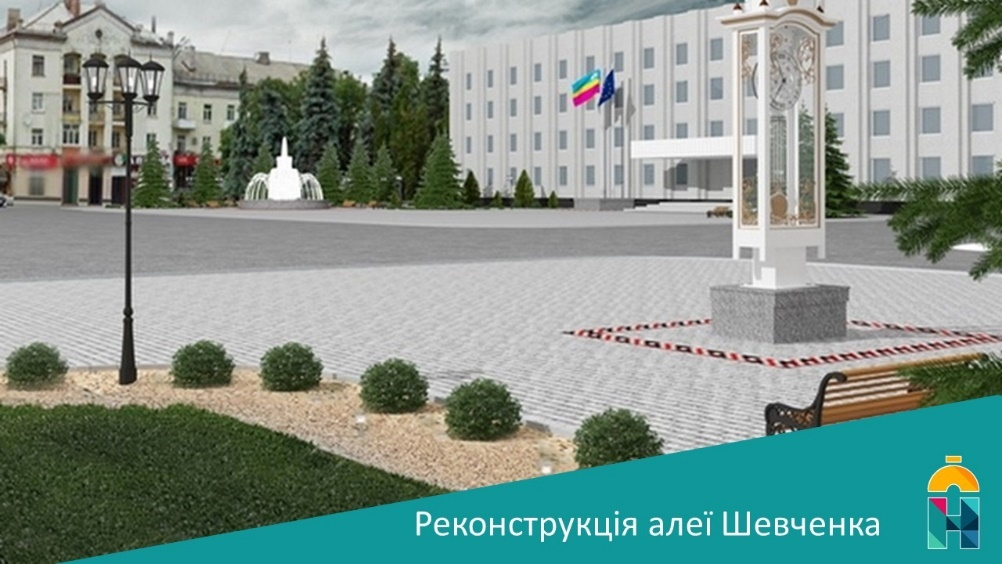 Реконструкція алеї Шевченка